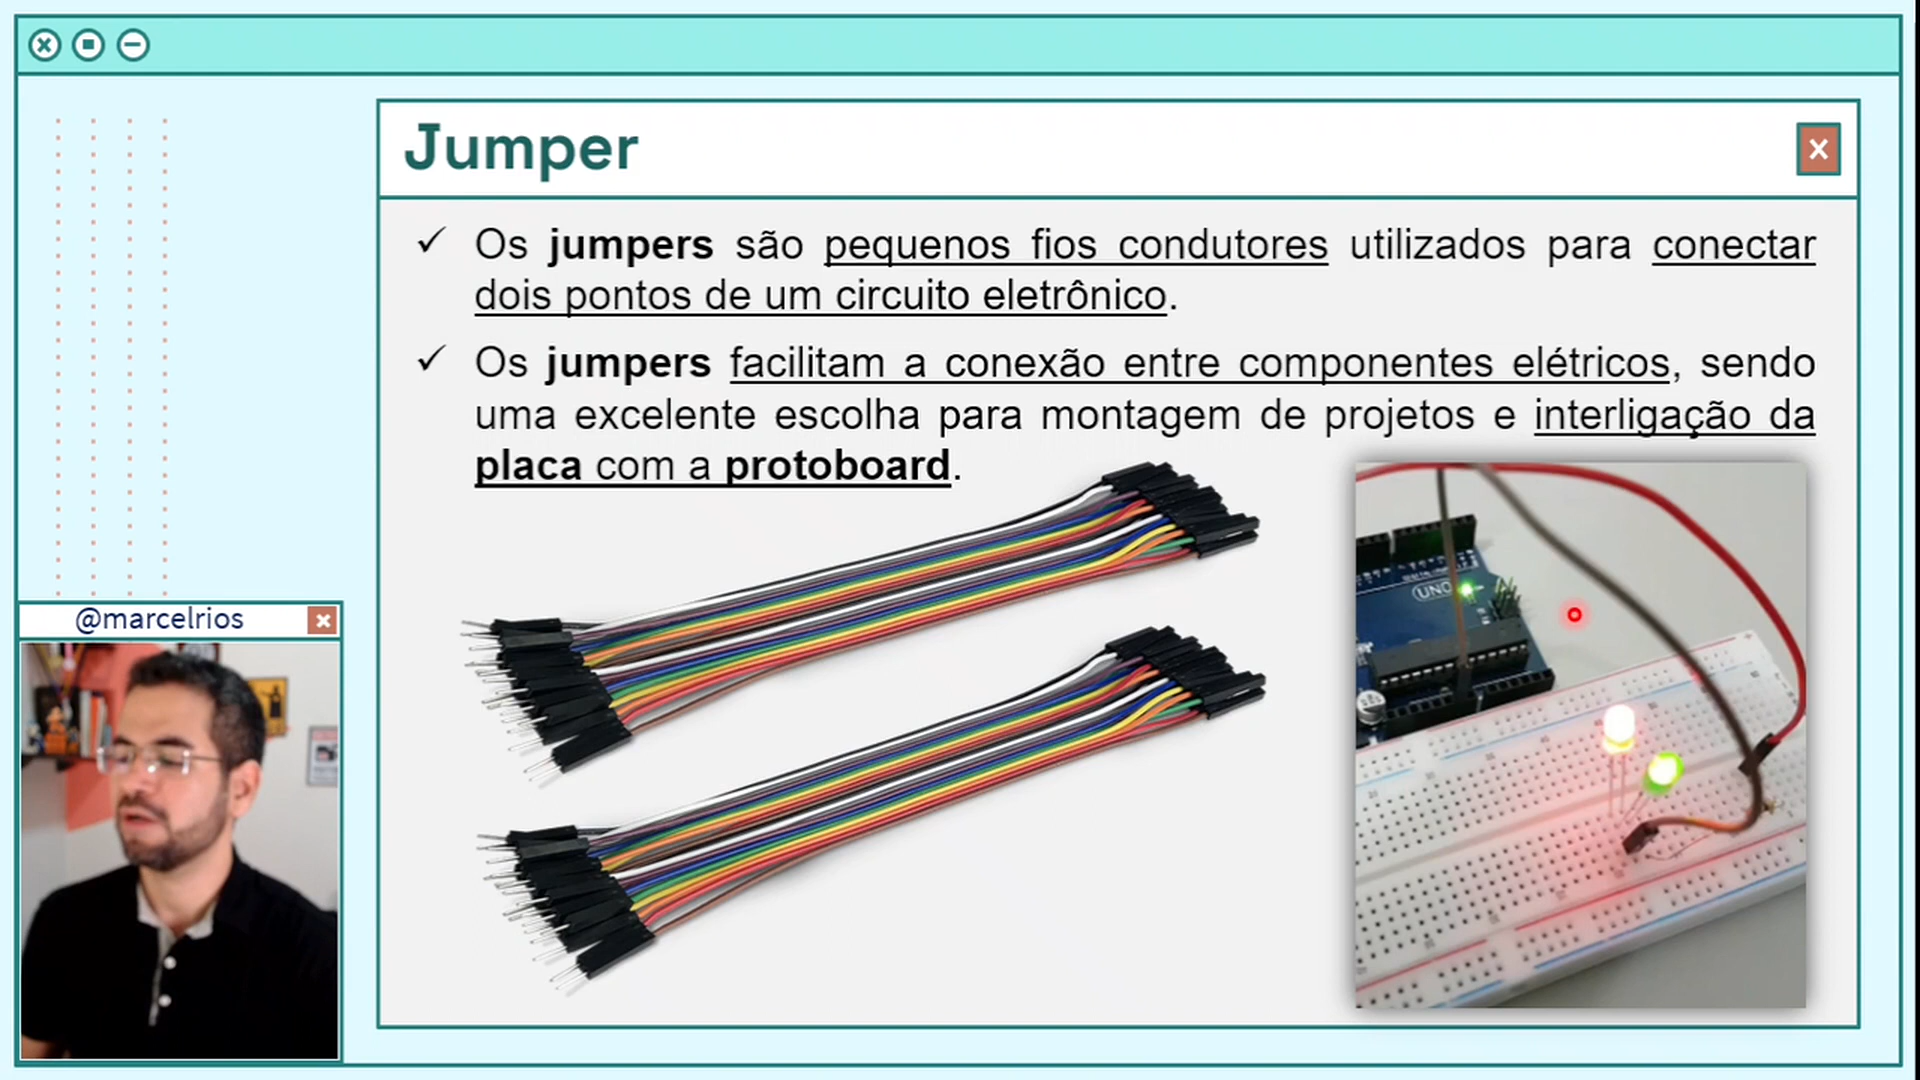 Jumper
Os jumpers são pequenos fios condutores utilizados para conectar
dois pontos de um circuito eletrônico.
Os jumpers facilitam a conexão entre componentes elétricos, sendo
uma excelente escolha para montagem de projetos e interligação da
placa com a protoboard.
UNO
@marcelrios